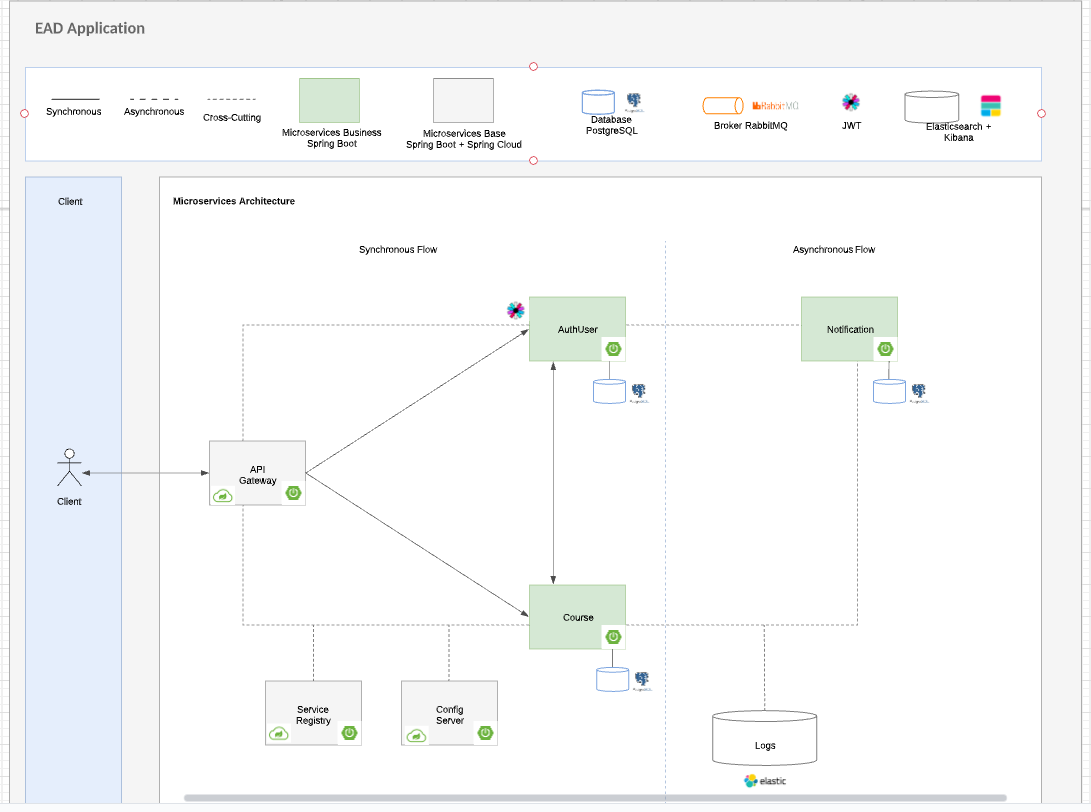 EAD Application
Synchronous
Asynchronous
Cross-Cutting
Microservices Business
Spring Boot
Microservices Base
Spring Boot + Spring Cloud
Database
PostgreSQL
RabbitMQ
Broker RabbitMQ
JWT
Elasticsearch +
Kibana
Client
Microservices Architecture
Synchronous Flow
Asynchronous Flow
AuthUser
Notification
API
Gateway
Client
Course
Service
Registry
Config
Server
Logs
elastic